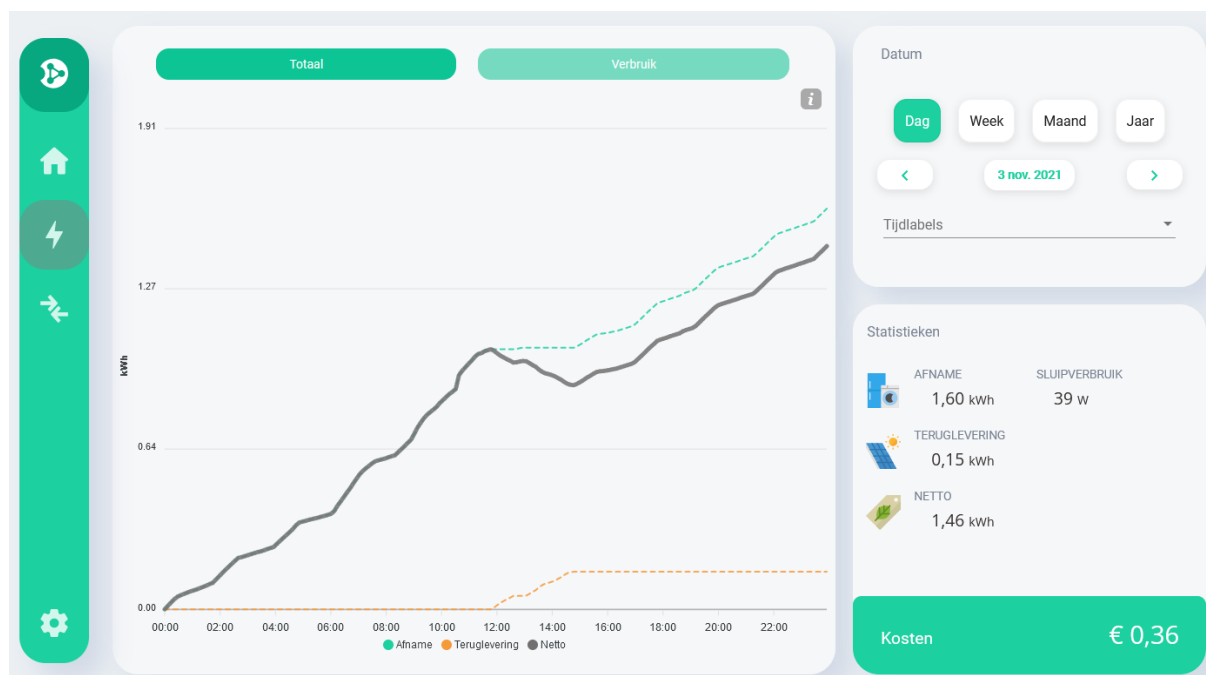 Totaal
Verbruik
i
1.91
1.27
kWh
0.64
0.00
00:00 02:00 04:00 06:00 08:00 10:00 12:00 14:00 16:00 18:00 20:00 22:00
Afname Teruglevering Netto
Datum
Dag Week Maand Jaar
3 nov. 2021
Tijdlabels
Statistieken
AFNAME SLUIPVERBRUIK
1,60 kWh 39 W
TERUGLEVERING
0,15 kWh
NETTO
1,46 kWh
Kosten € 0,36